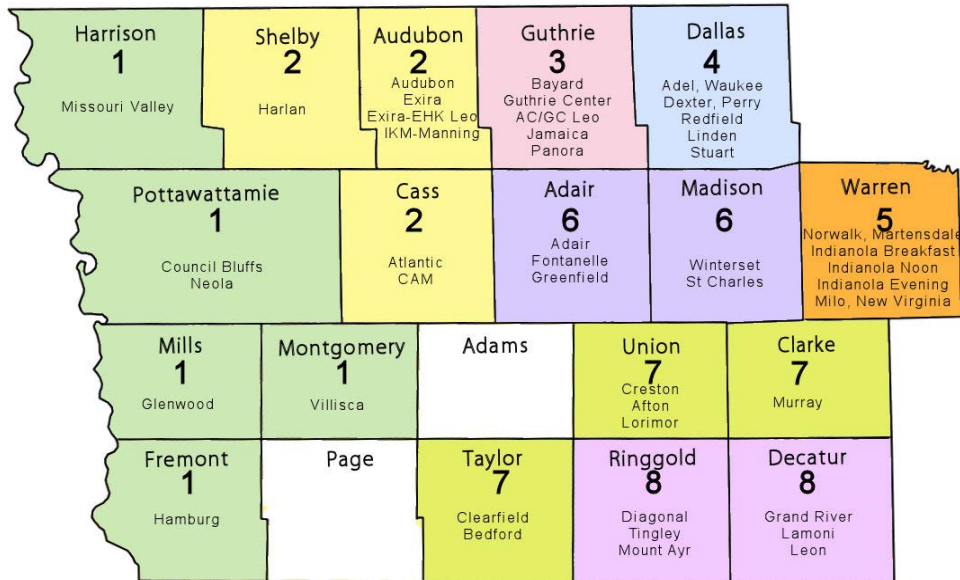 Harrison
1
Missouri Valley
Shelby
2
Harlan
Audubon
2
Audubon
Exira
Exira-EHK Leo
IKM-Manning
Guthrie
3
Bayard
Guthrie Center
AC/GC Leo
Jamaica
Panora
Dallas
4
Adel, Waukee
Dexter, Perry
Redfield
Linden
Stuart
Pottawattamie
1
Council Bluffs
Neola
Cass
2
Atlantic
CAM
Adair
6
Adair
Fontanelle
Greenfield
Madison
6
Winterset
St Charles
Warren
5
Norwalk, Martensdale
Indianola Breakfast
Indianola Noon
Indianola Evening
Milo, New Virginia
Mills
1
Glenwood
Montgomery
1
Villisca
Adams
Union
7
Creston
Afton
Lorimor
Clarke
7
Murray
Fremont
1
Hamburg
Page
Taylor
7
Clearfield
Bedford
Ringgold
8
Diagonal
Tingley
Mount Ayr
Decatur
8
Grand River
Lamoni
Leon